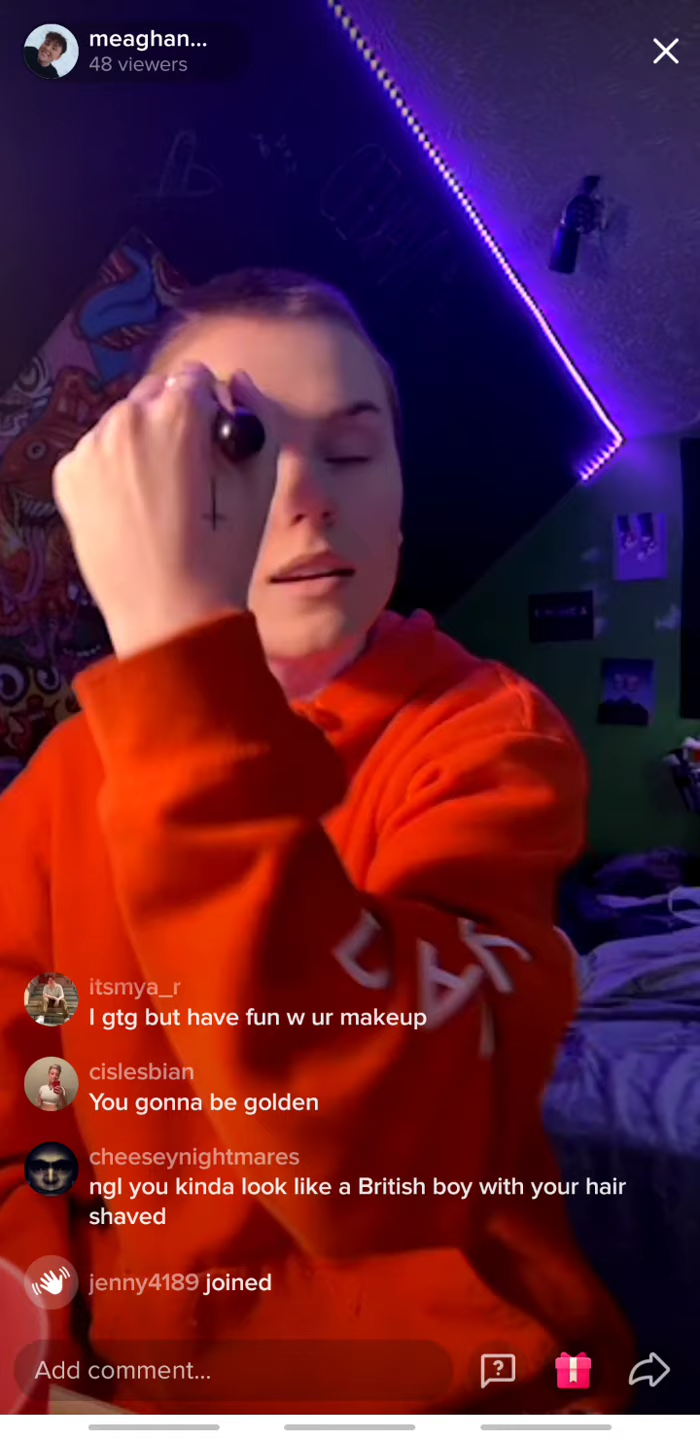 meaghan...
48 viewers
itsmya_r
I gtg but have fun w ur makeup
cislesbian
You gonna be golden
cheeseynightmares
ngl you kinda look like a British boy with your hair
shaved
jenny4189 joined
Add comment...